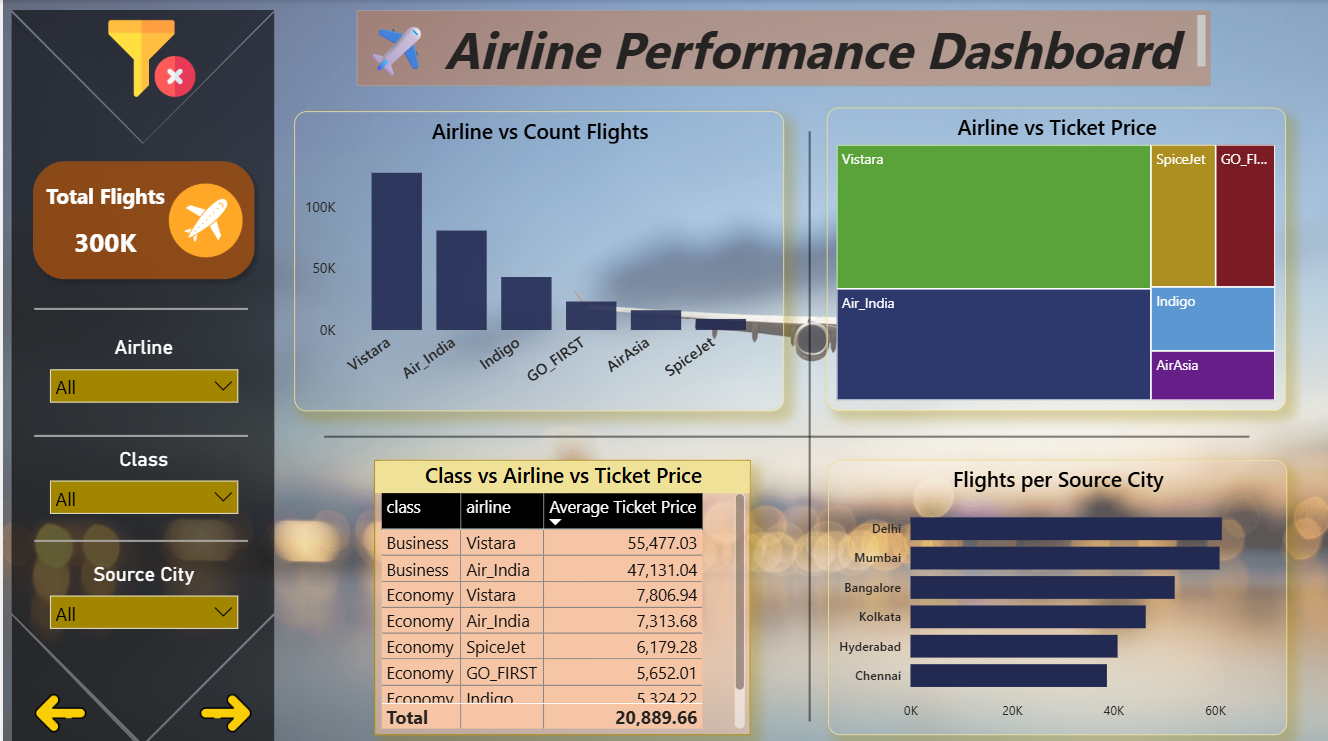 Airline Performance Dashboard
Total Flights
300K
Airline
All
Class
All
Source City
All
Airline vs Count Flights
100K
50K
0K
Vistara
Air_India
Indigo
GO_FIRST
AirAsia
SpiceJet
Airline vs Ticket Price
Vistara
SpiceJet
GO_FI...
Air_India
Indigo
AirAsia
Class vs Airline vs Ticket Price
class airline Average Ticket Price
Business Vistara 55,477.03
Business Air_India 47,131.04
Economy Vistara 7,806.94
Economy Air_India 7,313.68
Economy SpiceJet 6,179.28
Economy GO_FIRST 5,652.01
Economy Indigo 5,324.22
Total 20,889.66
Flights per Source City
Delhi
Mumbai
Bangalore
Kolkata
Hyderabad
Chennai
0K 20K 40K 60K